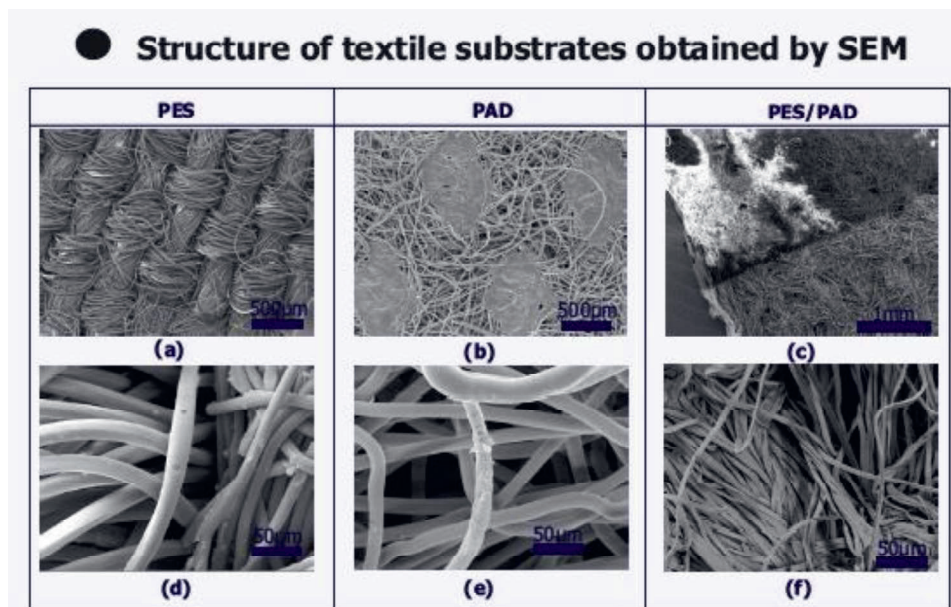 ● Structure of textile substrates obtained by SEM
PES PAD PES/PAD
500µm 500µm 1mm
(a) (b) (c)
50µm 50µm 50µm
(d) (e) (f)